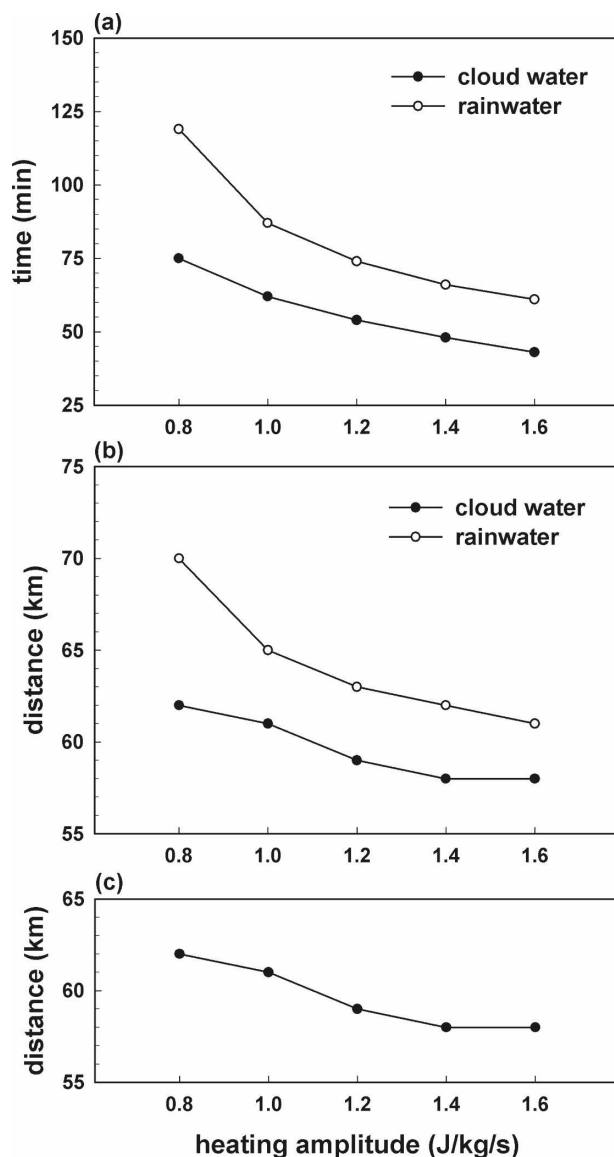 (a)
150
125
100
75
50
25
time (min)
cloud water
rainwater
0.8 1.0 1.2 1.4 1.6
(b)
75
70
65
60
55
distance (km)
cloud water
rainwater
0.8 1.0 1.2 1.4 1.6
(c)
65
60
55
distance (km)
0.8 1.0 1.2 1.4 1.6
heating amplitude (J/kg/s)